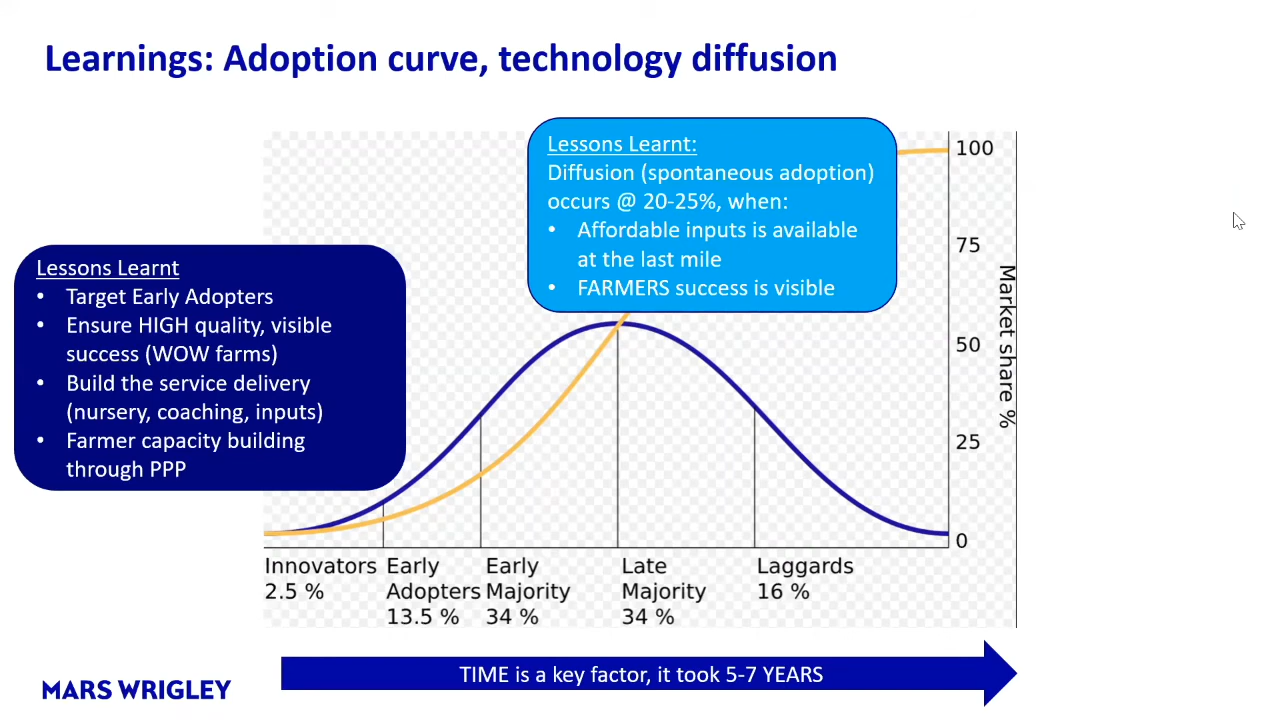 Learnings: Adoption curve, technology diffusion
Lessons Learnt:
Diffusion (spontaneous adoption)
occurs @ 20-25%, when:
• Affordable inputs is available
at the last mile
• FARMERS success is visible
Lessons Learnt
• Target Early Adopters
• Ensure HIGH quality, visible
success (WOW farms)
• Build the service delivery
(nursery, coaching, inputs)
• Farmer capacity building
through PPP
100
75
50
25
0
Market share %
Innovators
2.5 %
Early
Adopters
13.5 %
Early
Majority
34 %
Late
Majority
34 %
Laggards
16 %
TIME is a key factor, it took 5-7 YEARS
MARS WRIGLEY